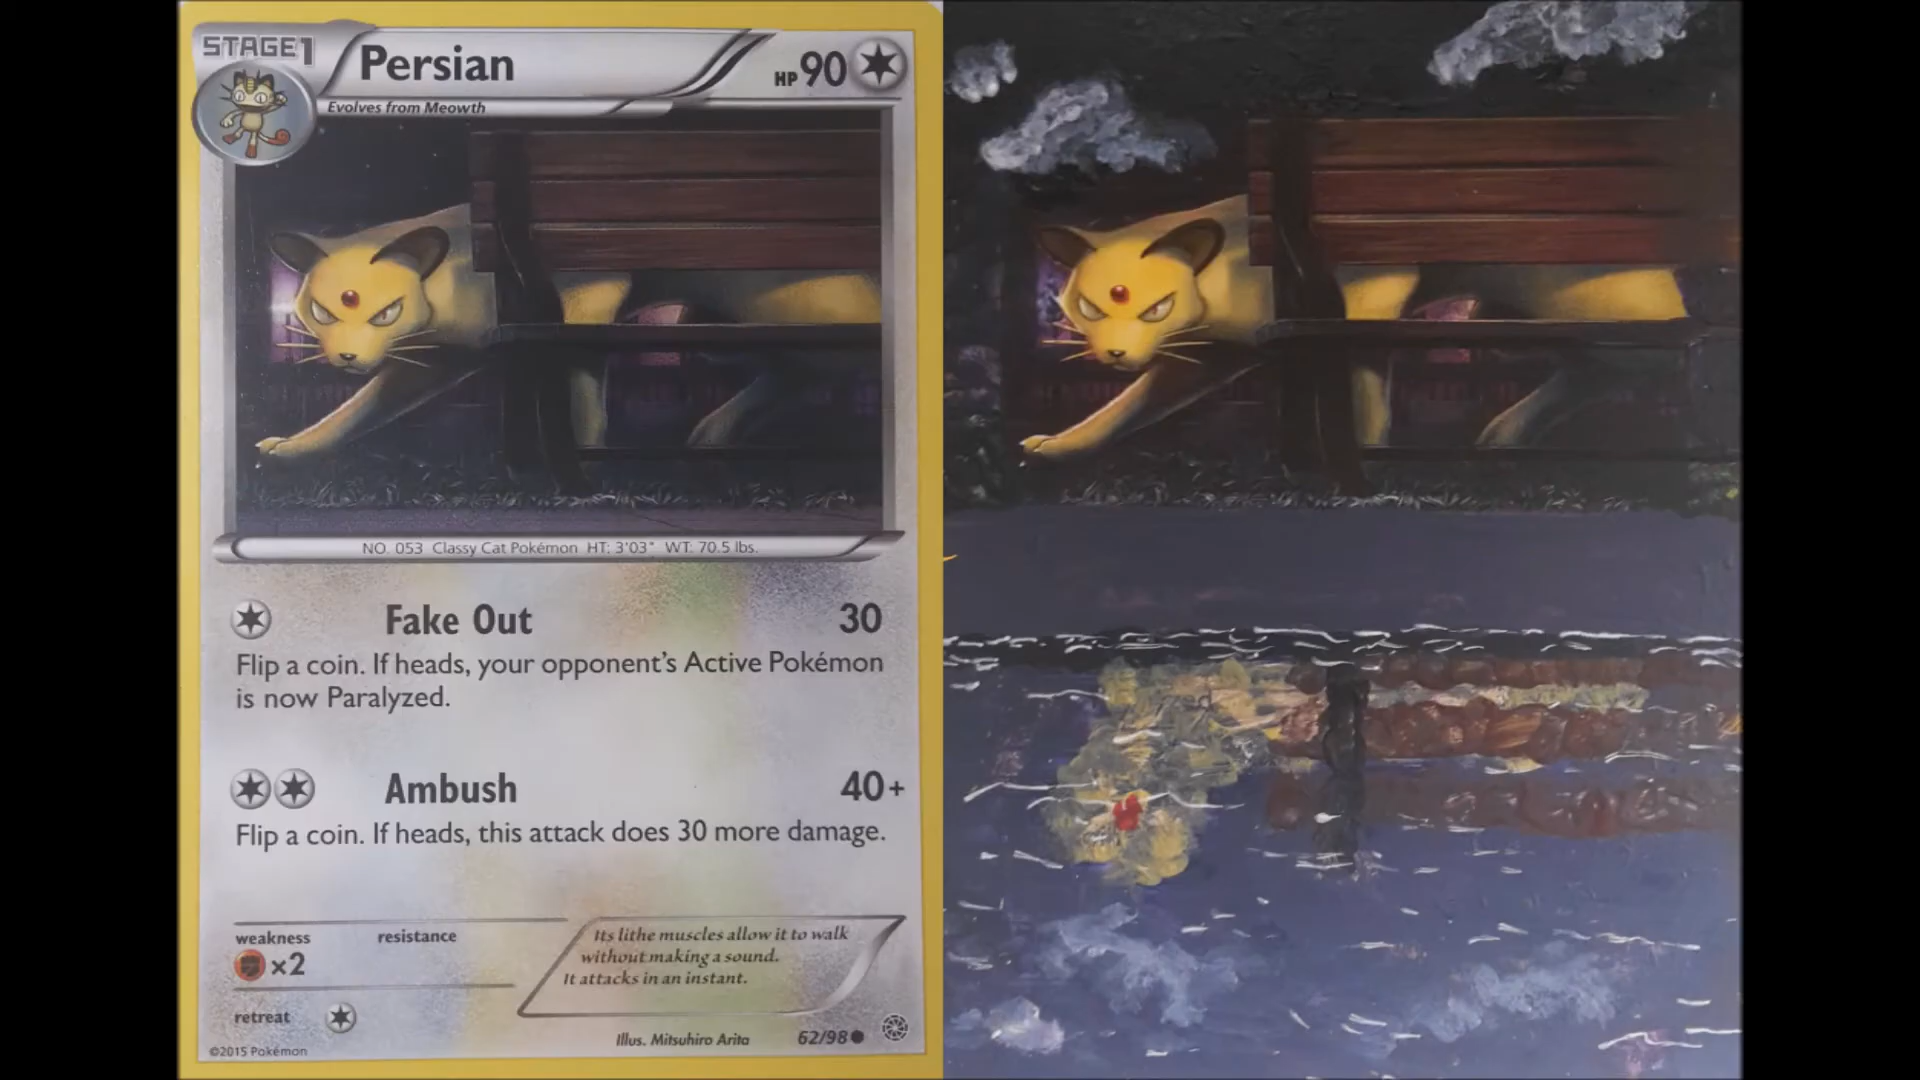 STAGE1
Persian
HP 90
Evolves from Meowth
NO. 053 Classy Cat Pokémon HT: 3'03" WT: 70.5 lbs.
Fake Out 30
Flip a coin. If heads, your opponent's Active Pokémon
is now Paralyzed.
Ambush 40+
Flip a coin. If heads, this attack does 30 more damage.
weakness resistance
×2
retreat
Its lithe muscles allow it to walk
without making a sound.
It attacks in an instant.
Illus. Mitsuhiro Arita 62/98
©2015 Pokémon